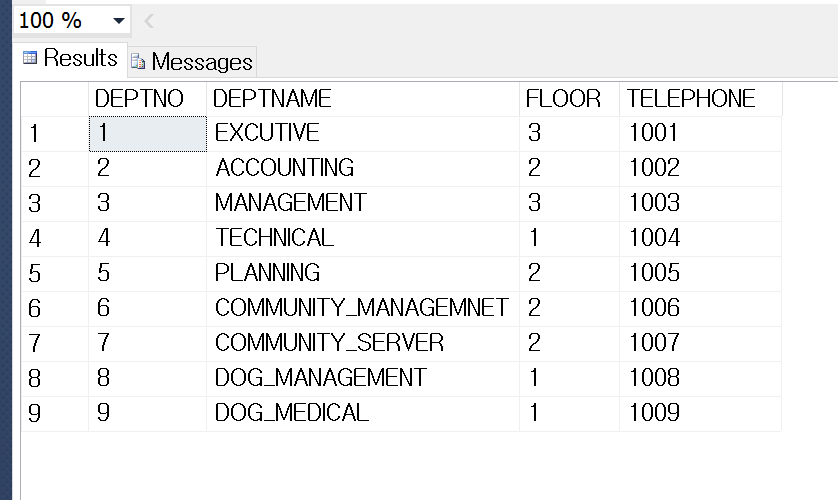 100 %
Results Messages
DEPTNO DEPTNAME FLOOR TELEPHONE
1 1 EXCUTIVE 3 1001
2 2 ACCOUNTING 2 1002
3 3 MANAGEMENT 3 1003
4 4 TECHNICAL 1 1004
5 5 PLANNING 2 1005
6 6 COMMUNITY_MANAGEMNET 2 1006
7 7 COMMUNITY_SERVER 2 1007
8 8 DOG_MANAGEMENT 1 1008
9 9 DOG_MEDICAL 1 1009